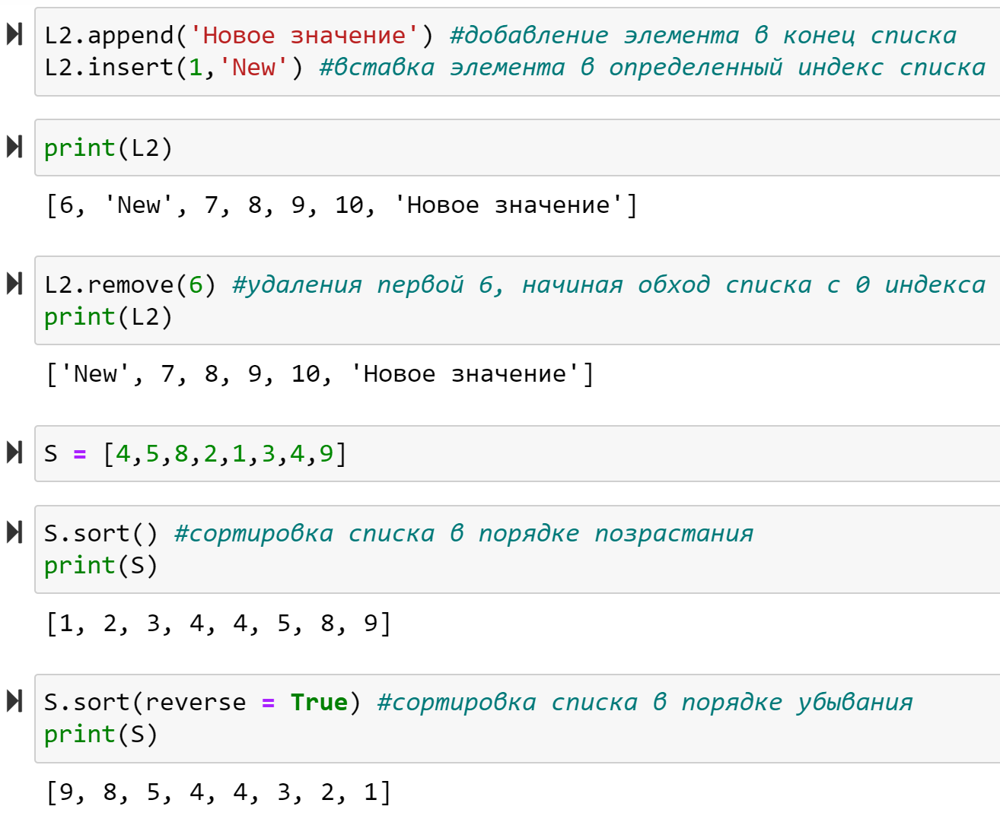 L2.append('Новое значение') #добавление элемента в конец списка
L2.insert(1,'New') #вставка элемента в определенный индекс списка
print(L2)
[6, 'New', 7, 8, 9, 10, 'Новое значение']
L2.remove(6) #удаления первой 6, начиная обход списка с 0 индекса
print(L2)
['New', 7, 8, 9, 10, 'Новое значение']
S = [4,5,8,2,1,3,4,9]
S.sort() #сортировка списка в порядке позрастания
print(S)
[1, 2, 3, 4, 4, 5, 8, 9]
S.sort(reverse = True) #сортировка списка в порядке убывания
print(S)
[9, 8, 5, 4, 4, 3, 2, 1]